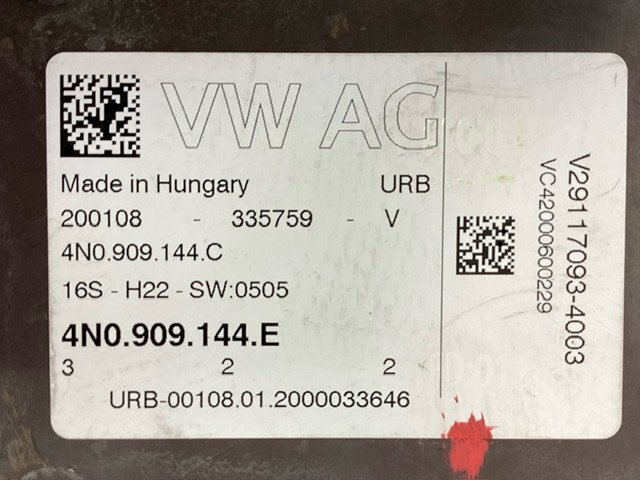 VW AG
Made in Hungary URB
200108 - 335759 - V
4N0.909.144.C
16S - H22 - SW:0505
4N0.909.144.E
3 2 2
URB-00108.01.2000033646
V29117093-4003
VC42000600229